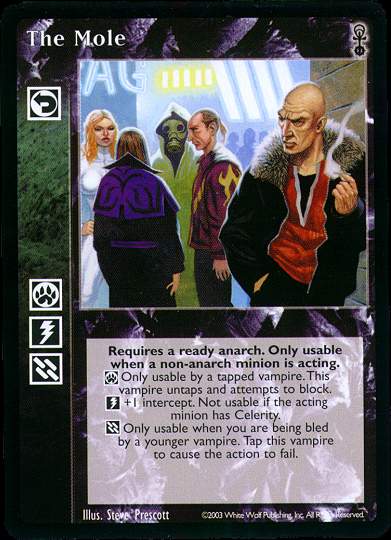 The Mole
AG
Requires a ready anarch. Only usable
when a non-anarch minion is acting.
Only usable by a tapped vampire. This
vampire untaps and attempts to block.
+1 intercept. Not usable if the acting
minion has Celerity.
Only usable when you are being bled
by a younger vampire. Tap this vampire
to cause the action to fail.
Illus. Steve Prescott
©2003 White Wolf Publishing, Inc. All Rights Reserved.